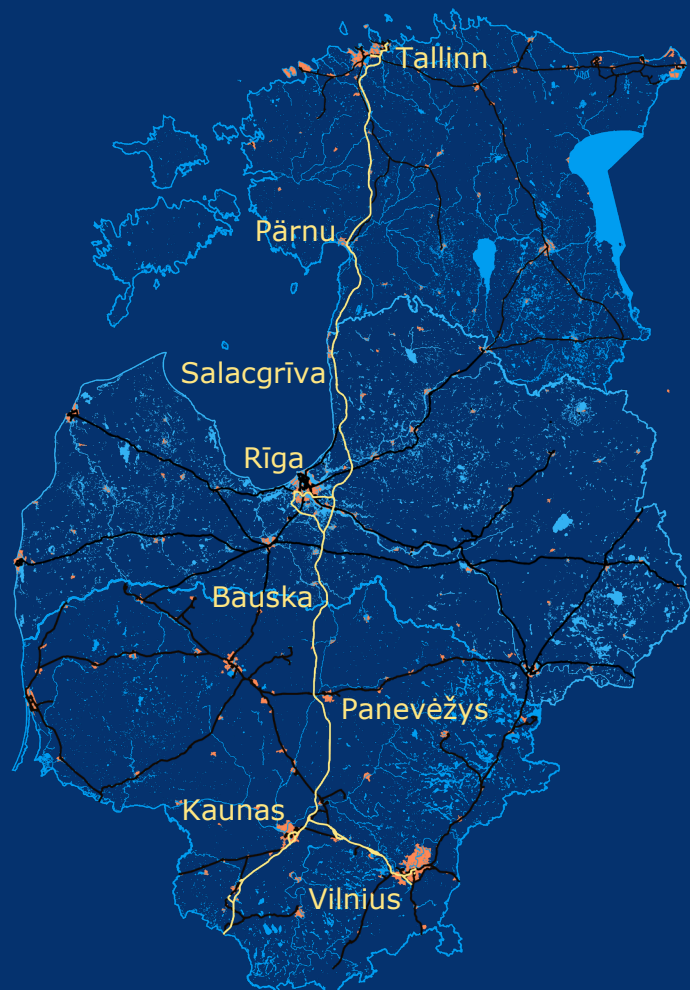 Tallinn
Pärnu
Salacgrīva
Rīga
Bauska
Panevėžys
Kaunas
Vilnius